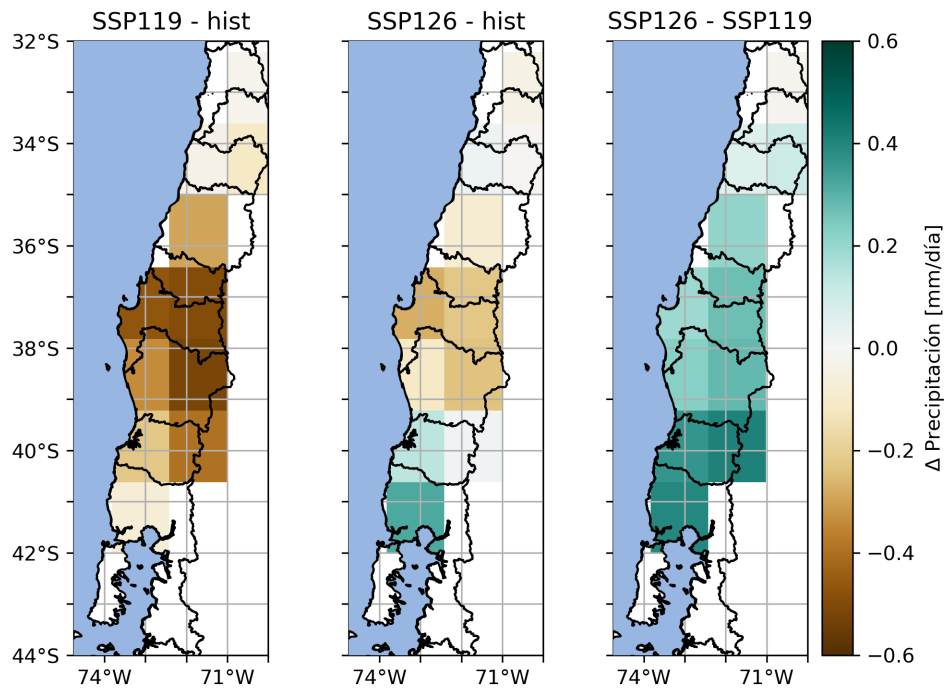 SSP119 - hist
SSP126 - hist
SSP126 - SSP119
32°S
34°S
36°S
38°S
40°S
42°S
44°S
74°W 71°W
74°W 71°W
74°W 71°W
0.6
0.4
0.2
0.0
−0.2
−0.4
−0.6
Δ Precipitación [mm/día]